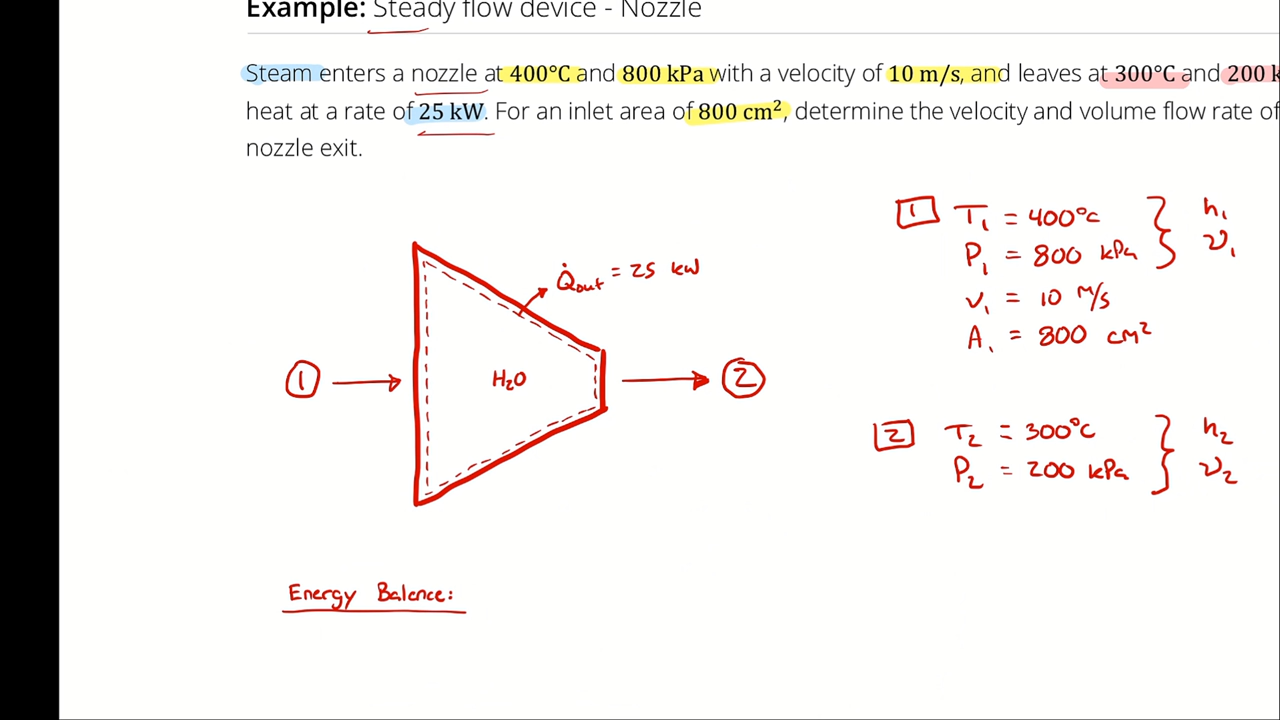 Example: Steady flow device - Nozzle
Steam enters a nozzle at 400°C and 800 kPa with a velocity of 10 m/s, and leaves at 300°C and 200 k
heat at a rate of 25 kW. For an inlet area of 800 cm², determine the velocity and volume flow rate of
nozzle exit.
1 T₁ = 400°C } h₁
P₁ = 800 kPa } ν₁
v₁ = 10 m/s
A₁ = 800 cm²
Q̇out = 25 kW
1 → H₂O → 2
2 T₂ = 300°C } h₂
P₂ = 200 kPa } ν₂
Energy Balance: